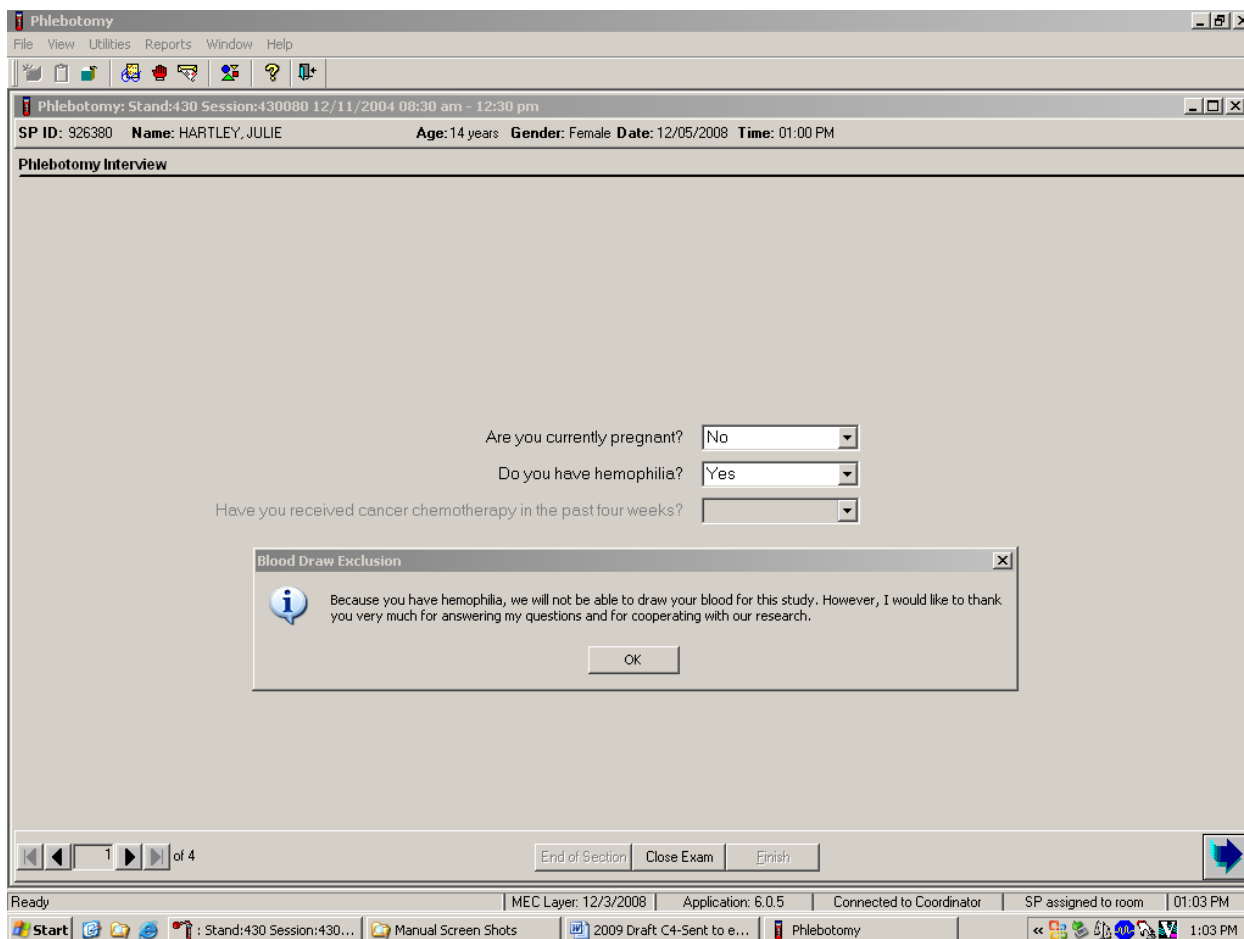 Phlebotomy
File View Utilities Reports Window Help
Phlebotomy: Stand:430 Session:430080 12/11/2004 08:30 am - 12:30 pm
SP ID: 926380 Name: HARTLEY, JULIE Age: 14 years Gender: Female Date: 12/05/2008 Time: 01:00 PM
Phlebotomy Interview
Are you currently pregnant? No
Do you have hemophilia? Yes
Have you received cancer chemotherapy in the past four weeks?
Blood Draw Exclusion
Because you have hemophilia, we will not be able to draw your blood for this study. However, I would like to thank
you very much for answering my questions and for cooperating with our research.
OK
1 of 4 End of Section Close Exam Finish
Ready MEC Layer: 12/3/2008 Application: 6.0.5 Connected to Coordinator SP assigned to room 01:03 PM
Start : Stand:430 Session:430... Manual Screen Shots 2009 Draft C4-Sent to e... Phlebotomy « 1:03 PM